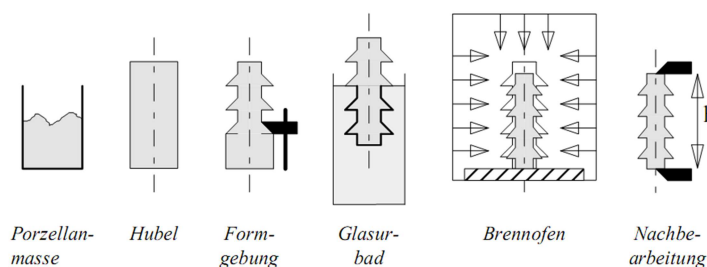 Porzellan-
masse
Hubel
Form-
gebung
Glasur-
bad
Brennofen
Nachbe-
arbeitung